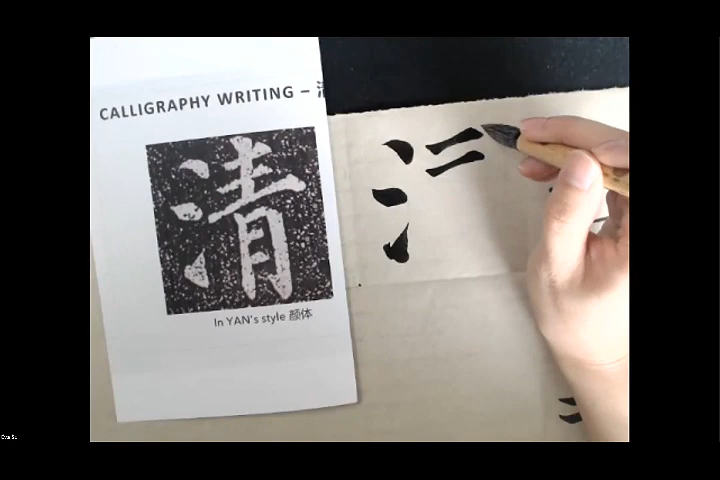 CALLIGRAPHY WRITING –
清
In YAN's style 颜体